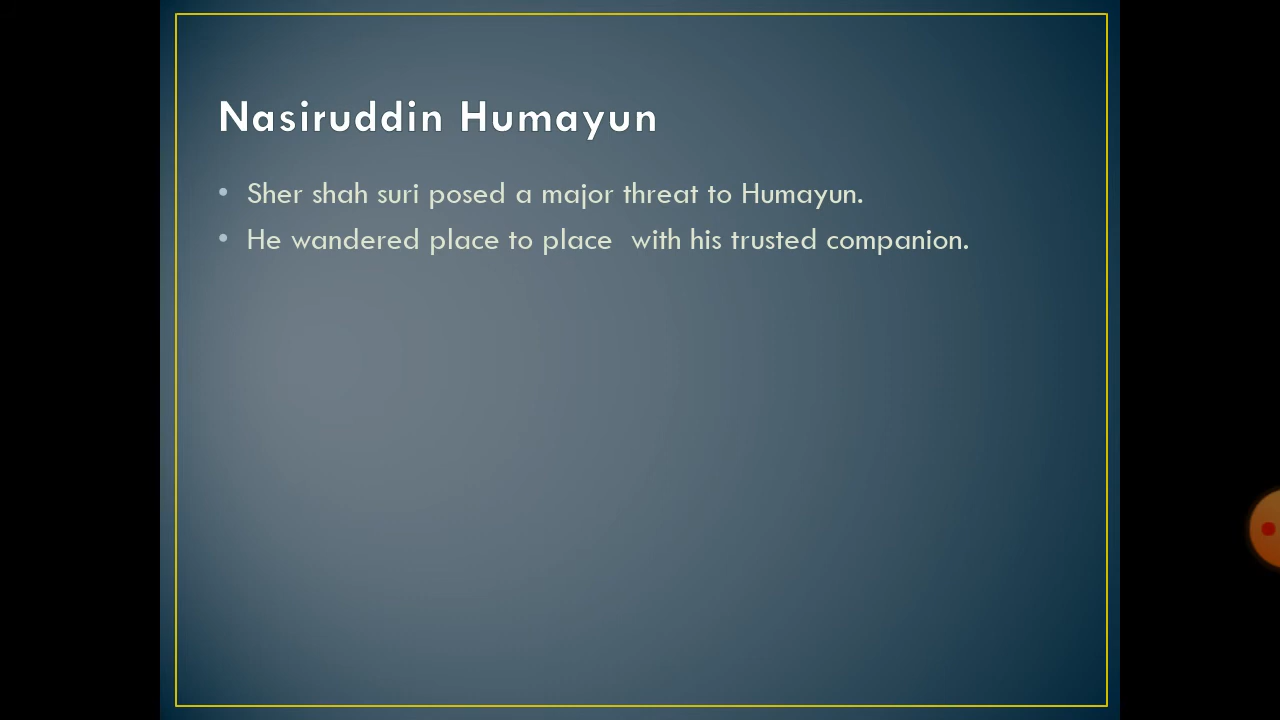 Nasiruddin Humayun
• Sher shah suri posed a major threat to Humayun.
• He wandered place to place  with his trusted companion.